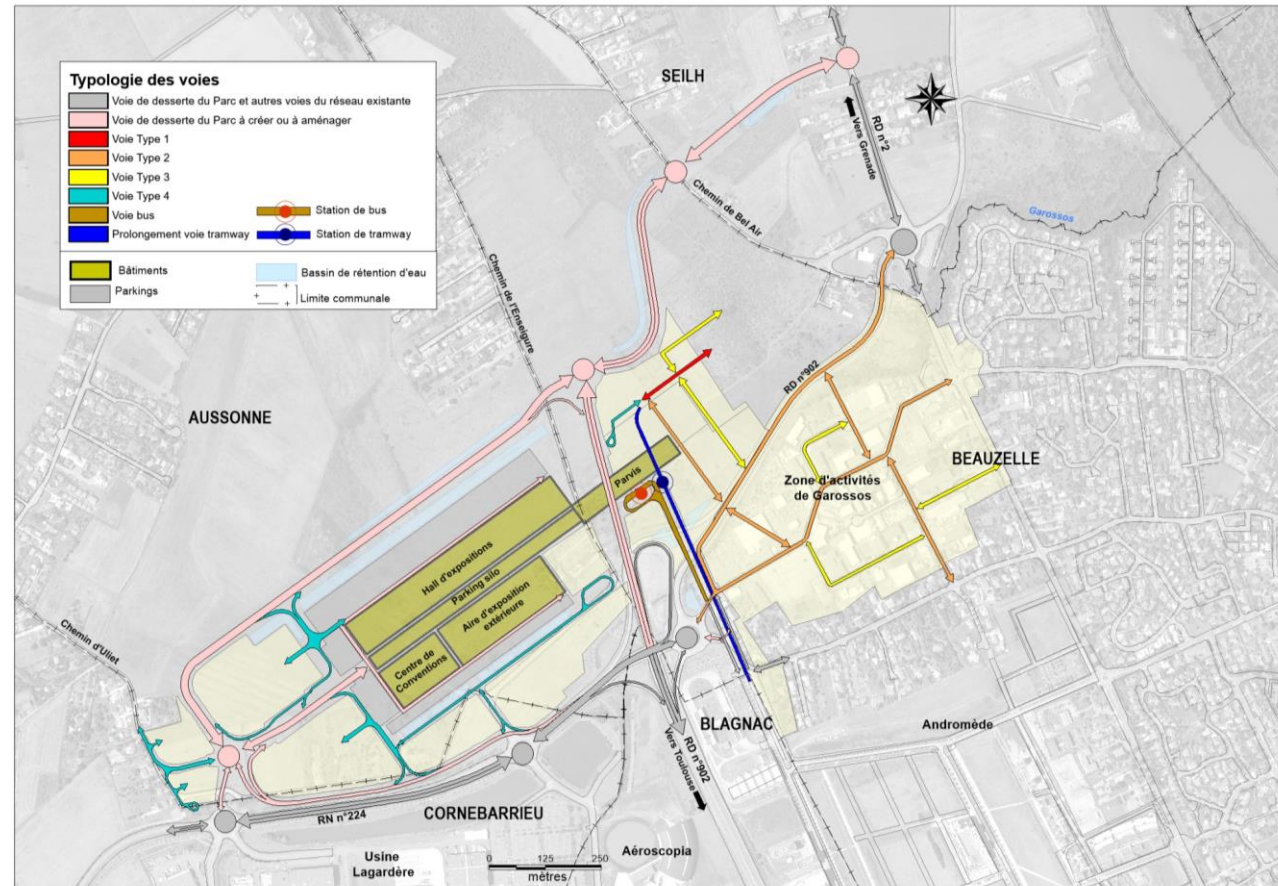 Typologie des voies
Voie de desserte du Parc et autres voies du réseau existante
Voie de desserte du Parc à créer ou à aménager
Voie Type 1
Voie Type 2
Voie Type 3
Voie Type 4
Voie bus
Prolongement voie tramway
Station de bus
Station de tramway
Bâtiments
Parkings
Bassin de rétention d'eau
Limite communale
SEILH
RD n°2
Vers Grenade
Chemin de Bel Air
Garossos
Chemin de l'Enseigure
RD n°902
AUSSONNE
BEAUZELLE
Zone d'activités
de Garossos
Parvis
Hall d'expositions
Parking silo
Aire d'exposition
extérieure
Centre de
Conventions
Chemin d'Uliet
BLAGNAC
Andromède
RD n°902
Vers Toulouse
CORNEBARRIEU
RN n°224
Aéroscopia
Usine
Lagardère
0 125 250
mètres